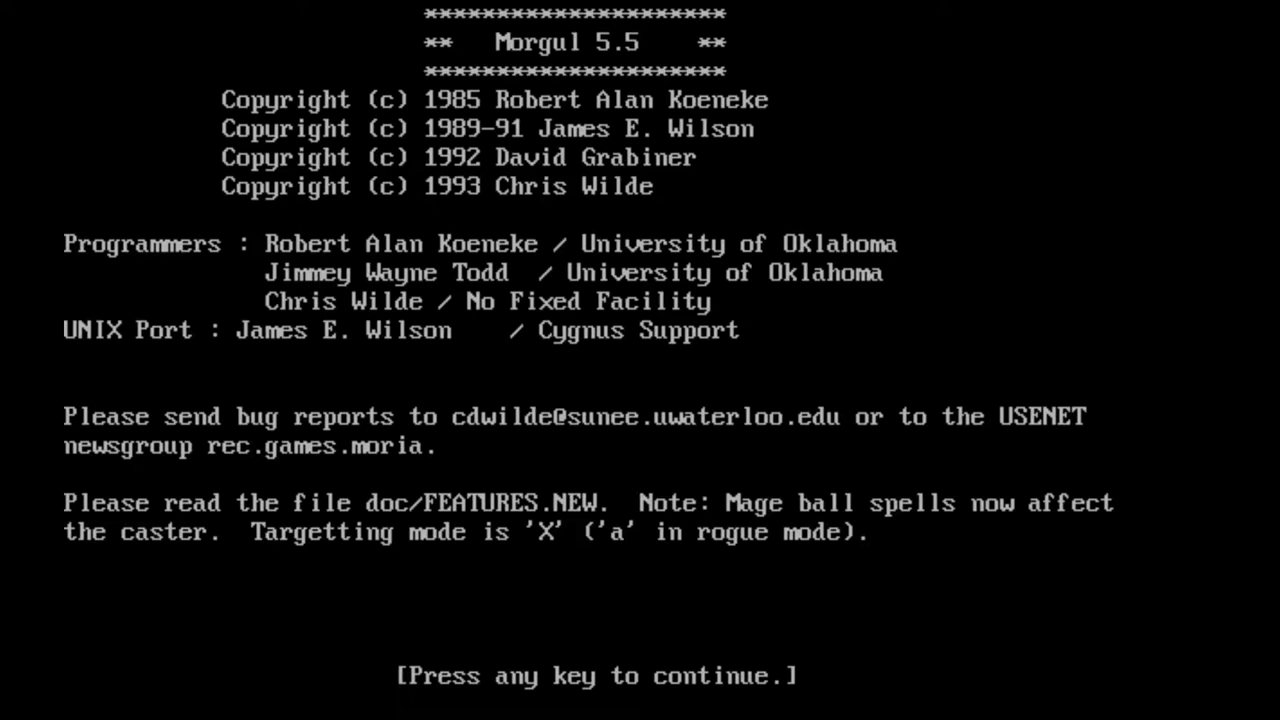 *********************
** Morgul 5.5 **
*********************
Copyright (c) 1985 Robert Alan Koeneke
Copyright (c) 1989-91 James E. Wilson
Copyright (c) 1992 David Grabiner
Copyright (c) 1993 Chris Wilde
Programmers : Robert Alan Koeneke / University of Oklahoma
Jimmey Wayne Todd / University of Oklahoma
Chris Wilde / No Fixed Facility
UNIX Port : James E. Wilson / Cygnus Support
Please send bug reports to cdwilde@sunee.uwaterloo.edu or to the USENET
newsgroup rec.games.moria.
Please read the file doc/FEATURES.NEW. Note: Mage ball spells now affect
the caster. Targetting mode is 'X' ('a' in rogue mode).
[Press any key to continue.]